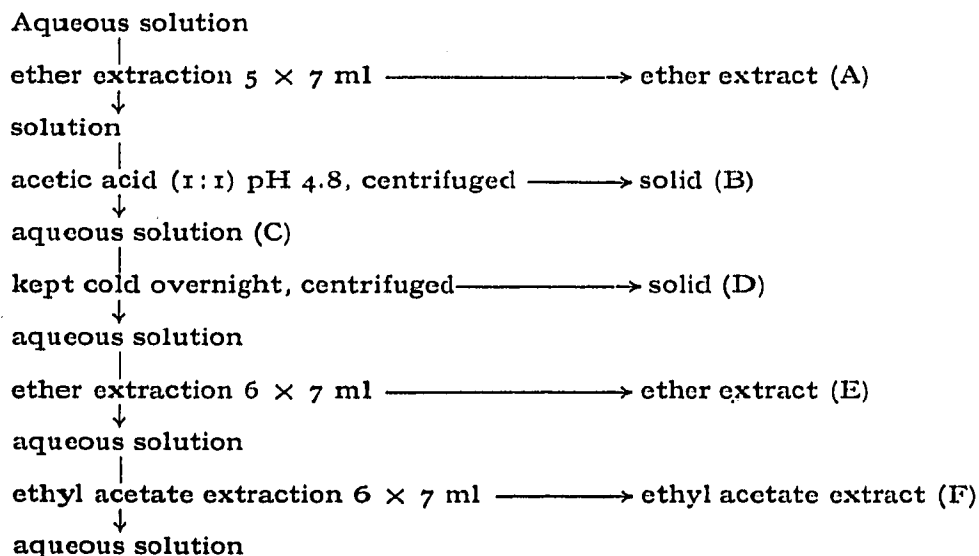 Aqueous solution
ether extraction 5 × 7 ml ⟶ ether extract (A)
solution
acetic acid (1:1) pH 4.8, centrifuged ⟶ solid (B)
aqueous solution (C)
kept cold overnight, centrifuged ⟶ solid (D)
aqueous solution
ether extraction 6 × 7 ml ⟶ ether extract (E)
aqueous solution
ethyl acetate extraction 6 × 7 ml ⟶ ethyl acetate extract (F)
aqueous solution